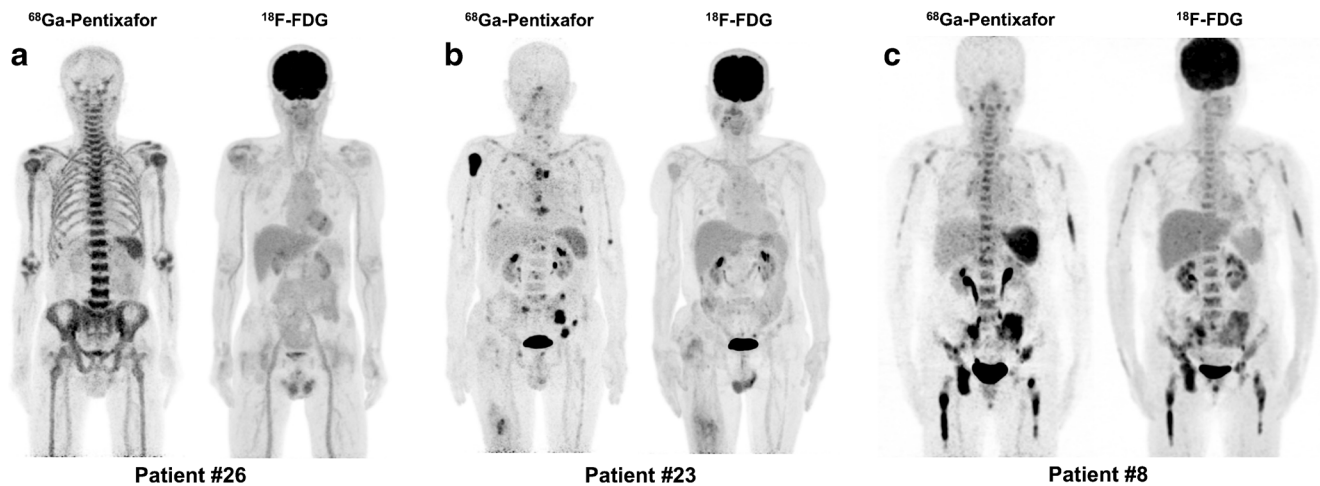 ⁶⁸Ga-Pentixafor ¹⁸F-FDG ⁶⁸Ga-Pentixafor ¹⁸F-FDG ⁶⁸Ga-Pentixafor ¹⁸F-FDG
a b c
Patient #26 Patient #23 Patient #8